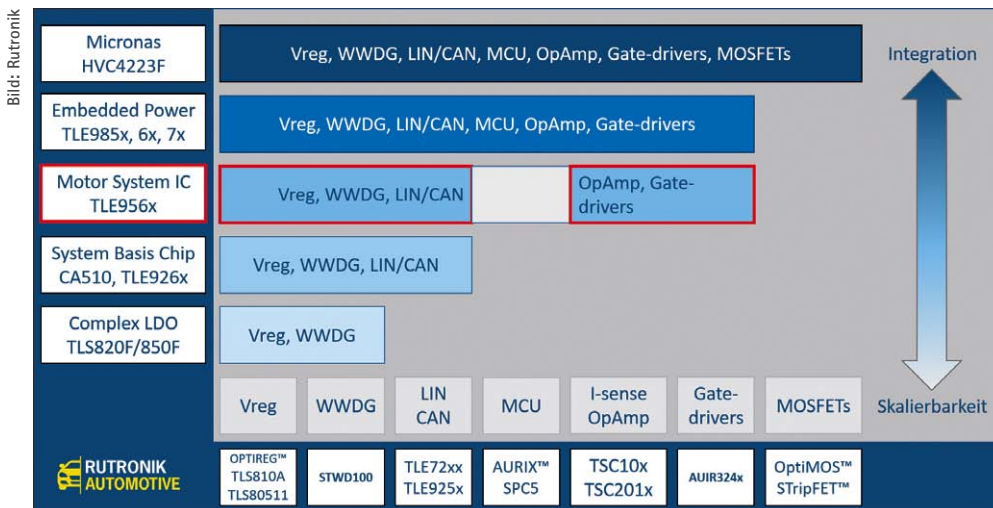 Bild: Rutronik
Micronas
HVC4223F
Vreg, WWDG, LIN/CAN, MCU, OpAmp, Gate-drivers, MOSFETs
Integration
Embedded Power
TLE985x, 6x, 7x
Vreg, WWDG, LIN/CAN, MCU, OpAmp, Gate-drivers
Motor System IC
TLE956x
Vreg, WWDG, LIN/CAN
OpAmp, Gate-
drivers
System Basis Chip
CA510, TLE926x
Vreg, WWDG, LIN/CAN
Complex LDO
TLS820F/850F
Vreg, WWDG
Vreg
WWDG
LIN
CAN
MCU
I-sense
OpAmp
Gate-
drivers
MOSFETs
Skalierbarkeit
RUTRONIK
AUTOMOTIVE
OPTIREG™
TLS810A
TLS80511
STWD100
TLE72xx
TLE925x
AURIX™
SPC5
TSC10x
TSC201x
AUIR324x
OptiMOS™
STripFET™